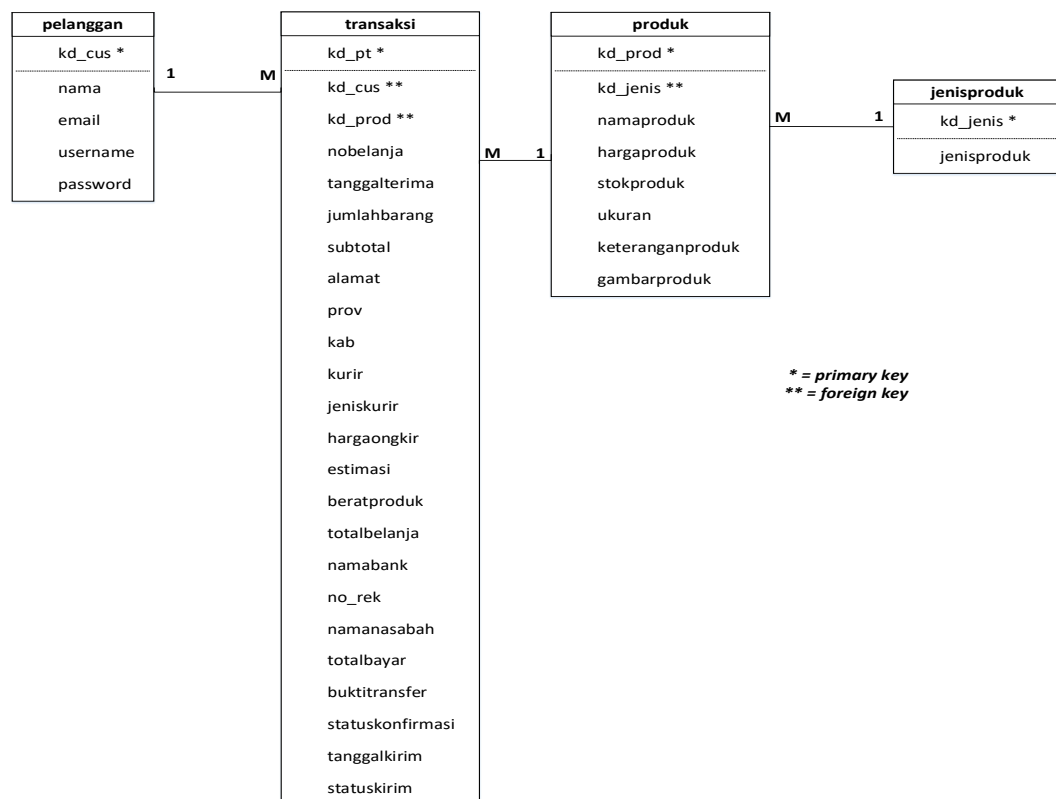 pelanggan
kd_cus *
nama
email
username
password
1
M
transaksi
kd_pt *
kd_cus **
kd_prod **
nobelanja
tanggalterima
jumlahbarang
subtotal
alamat
prov
kab
kurir
jeniskurir
hargaongkir
estimasi
beratproduk
totalbelanja
namabank
no_rek
namanasabah
totalbayar
buktitransfer
statuskonfirmasi
tanggalkirim
statuskirim
M
1
produk
kd_prod *
kd_jenis **
namaproduk
hargaproduk
stokproduk
ukuran
keteranganproduk
gambarproduk
M
1
jenisproduk
kd_jenis *
jenisproduk
* = primary key
** = foreign key